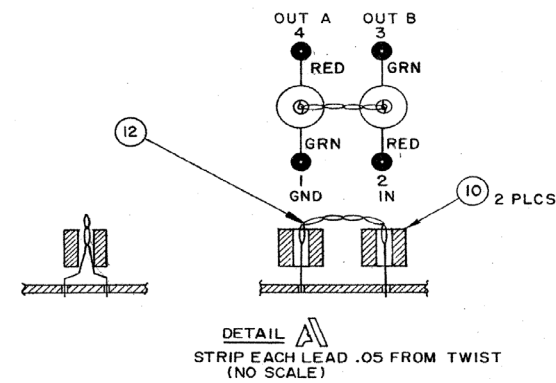 OUT A OUT B
4 3
RED GRN
12
GRN RED
1 2
GND IN
10 2 PLCS
DETAIL A
STRIP EACH LEAD .05 FROM TWIST
(NO SCALE)